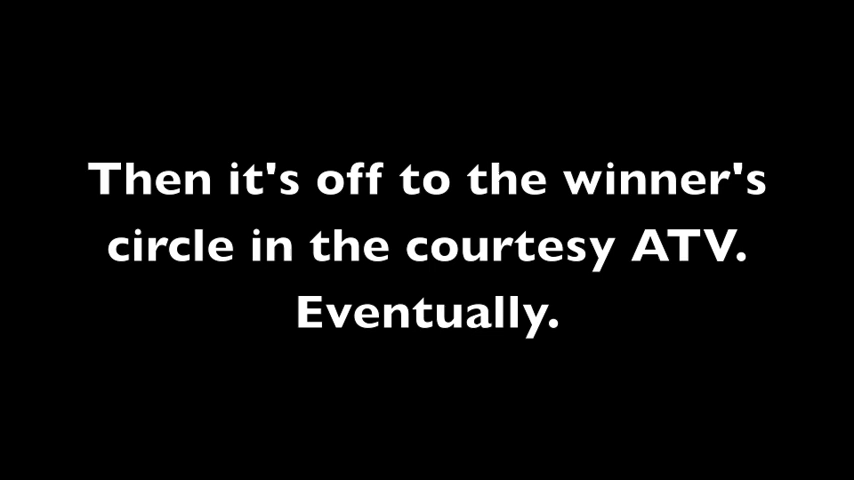 Then it's off to the winner's
circle in the courtesy ATV.
Eventually.